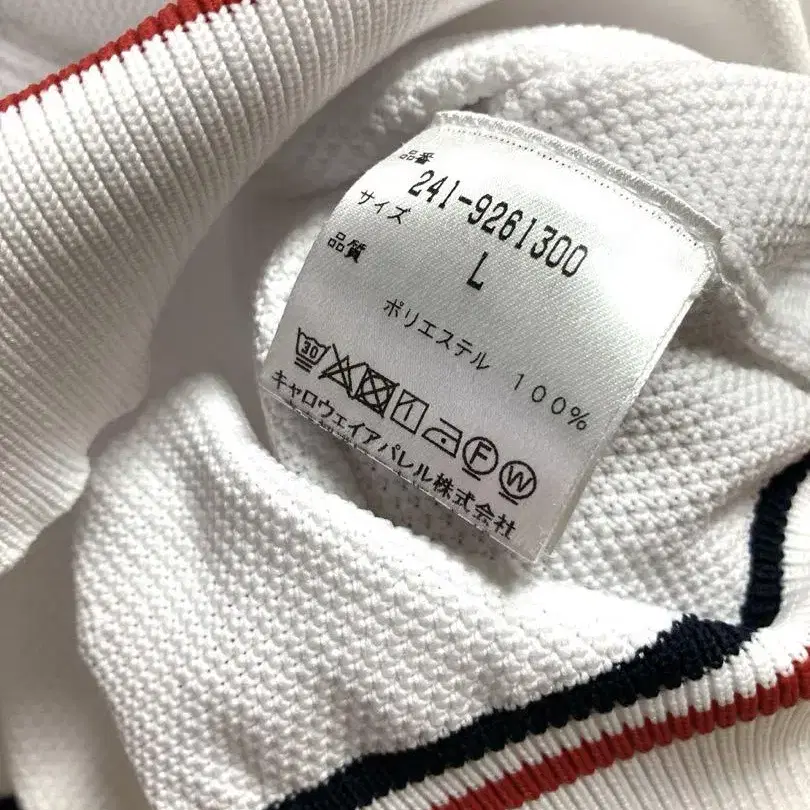 品番
241-9261300
サイズ
L
品質
ポリエステル 100%
30
F W
キャロウエイアパレル株式会社